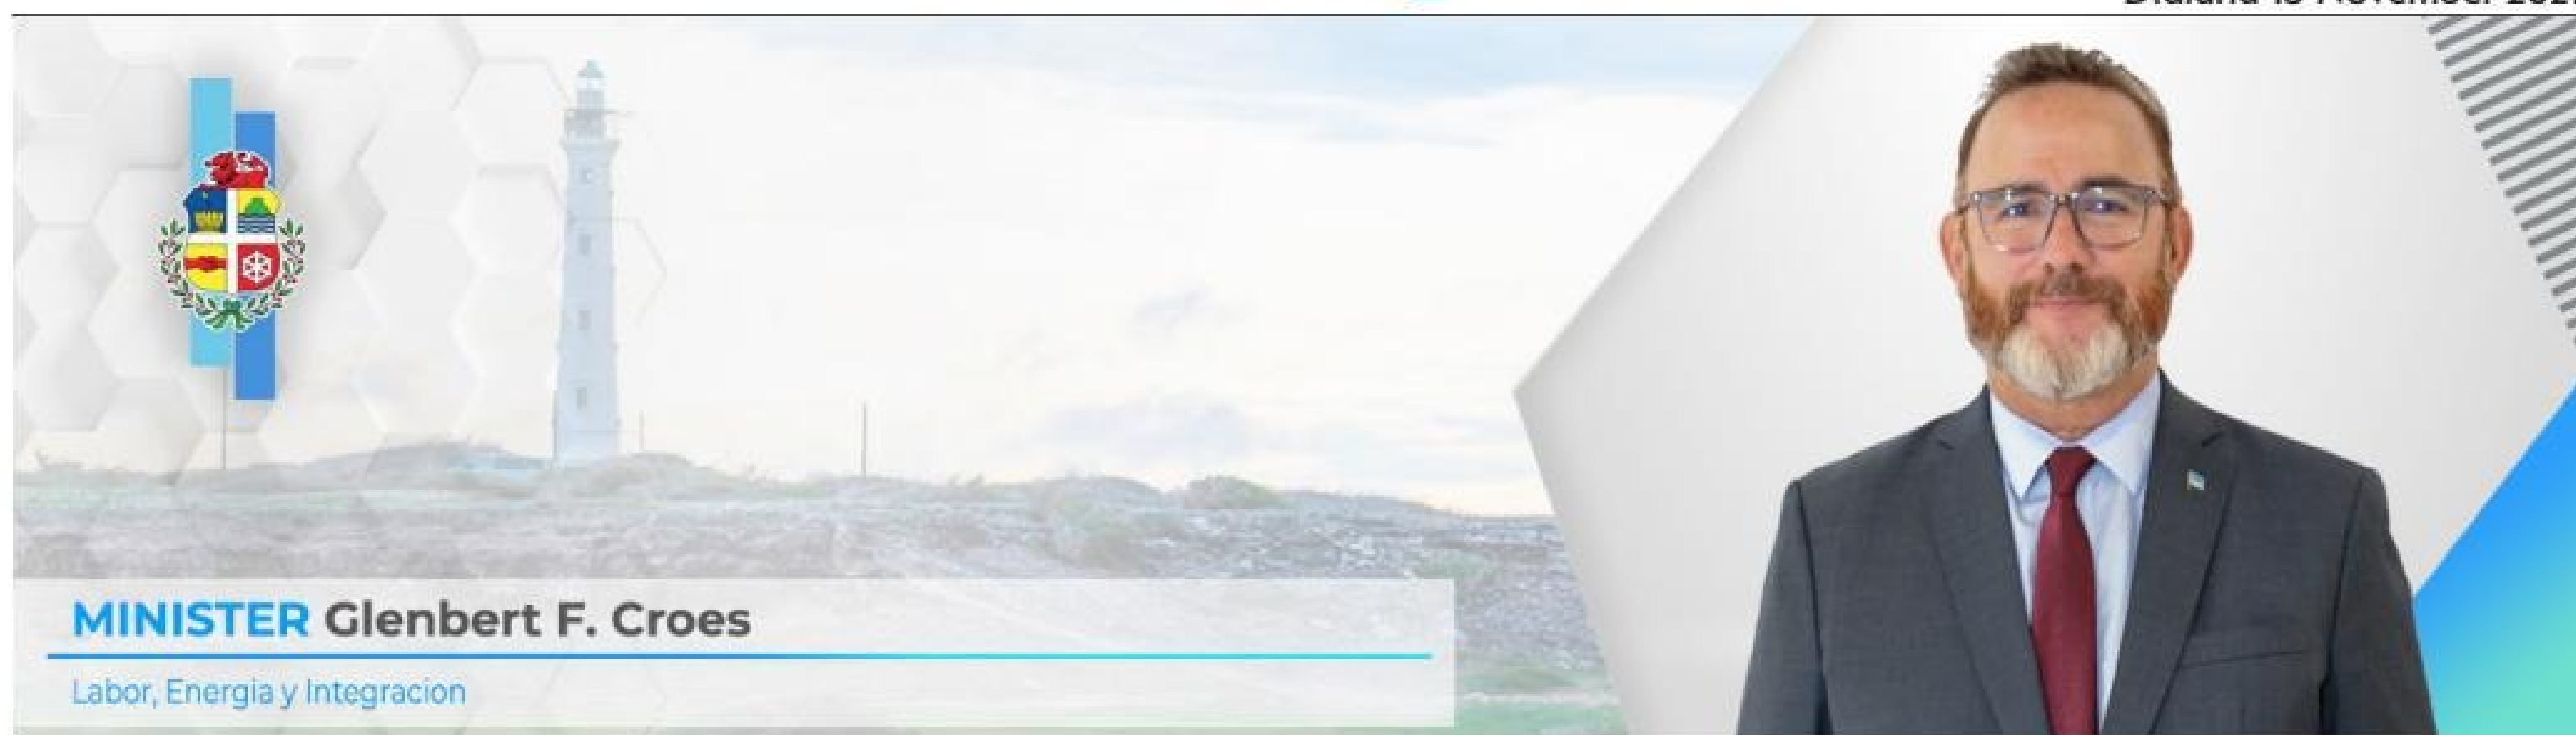 MINISTER Glenbert F. Croes
Labor, Energia y Integracion